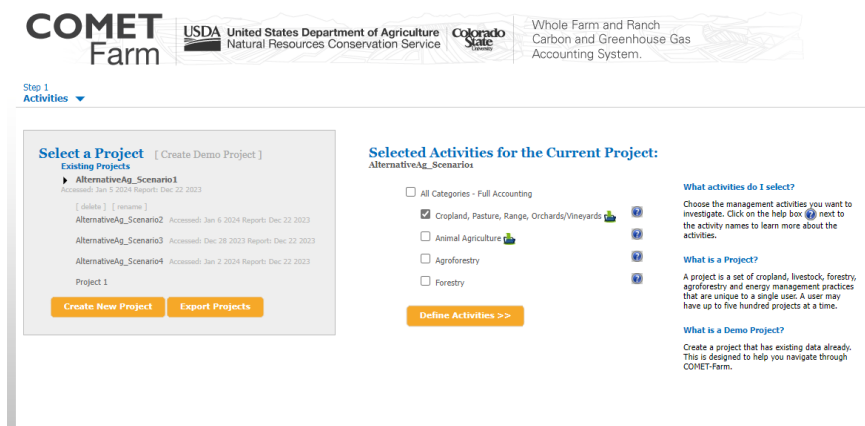 COMET
Farm
USDA United States Department of Agriculture
Natural Resources Conservation Service
Colorado
State
University
Whole Farm and Ranch
Carbon and Greenhouse Gas
Accounting System.
Step 1
Activities
Select a Project [ Create Demo Project ]
Existing Projects
AlternativeAg_Scenario1
Accessed: Jan 5 2024 Report: Dec 22 2023
[ delete ] [ rename ]
AlternativeAg_Scenario2 Accessed: Jan 6 2024 Report: Dec 22 2023
AlternativeAg_Scenario3 Accessed: Dec 28 2023 Report: Dec 22 2023
AlternativeAg_Scenario4 Accessed: Jan 2 2024 Report: Dec 22 2023
Project 1
Create New Project Export Projects
Selected Activities for the Current Project:
AlternativeAg_Scenario1
All Categories - Full Accounting
Cropland, Pasture, Range, Orchards/Vineyards ?
Animal Agriculture ?
Agroforestry ?
Forestry ?
Define Activities >>
What activities do I select?
Choose the management activities you want to
investigate. Click on the help box ? next to
the activity names to learn more about the
activities.
What is a Project?
A project is a set of cropland, livestock, forestry,
agroforestry and energy management practices
that are unique to a single user. A user may
have up to five hundred projects at a time.
What is a Demo Project?
Create a project that has existing data already.
This is designed to help you navigate through
COMET-Farm.